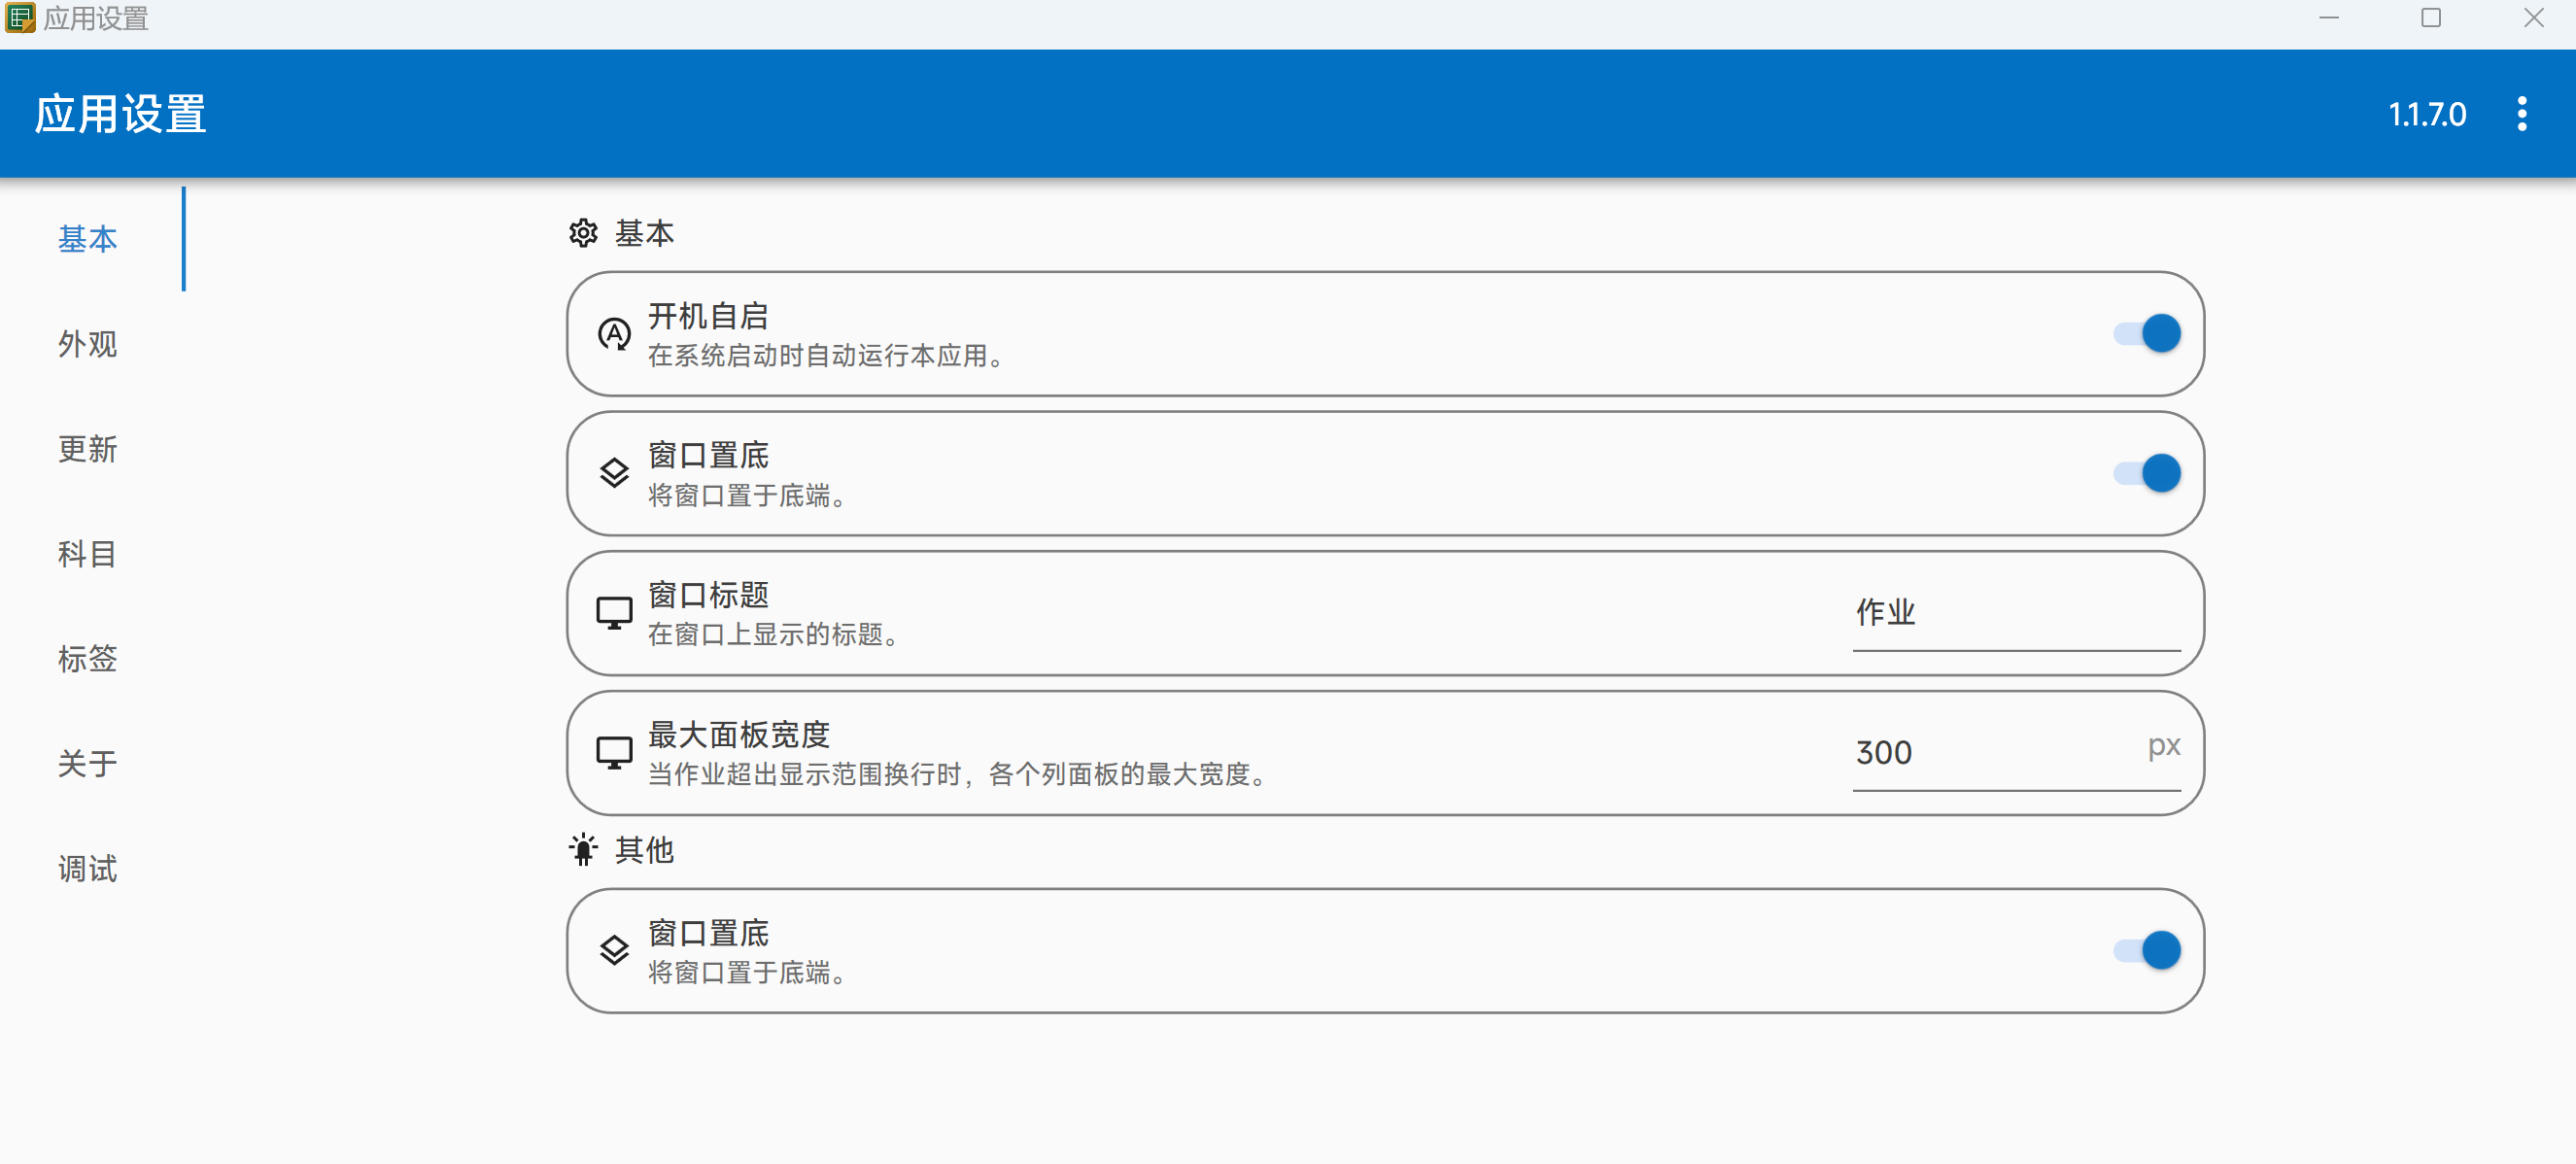 应用设置
应用设置
1.1.7.0
基本
外观
更新
科目
标签
关于
调试
基本
开机自启
在系统启动时自动运行本应用。
窗口置底
将窗口置于底端。
窗口标题
在窗口上显示的标题。
作业
最大面板宽度
当作业超出显示范围换行时，各个列面板的最大宽度。
300 px
其他
窗口置底
将窗口置于底端。